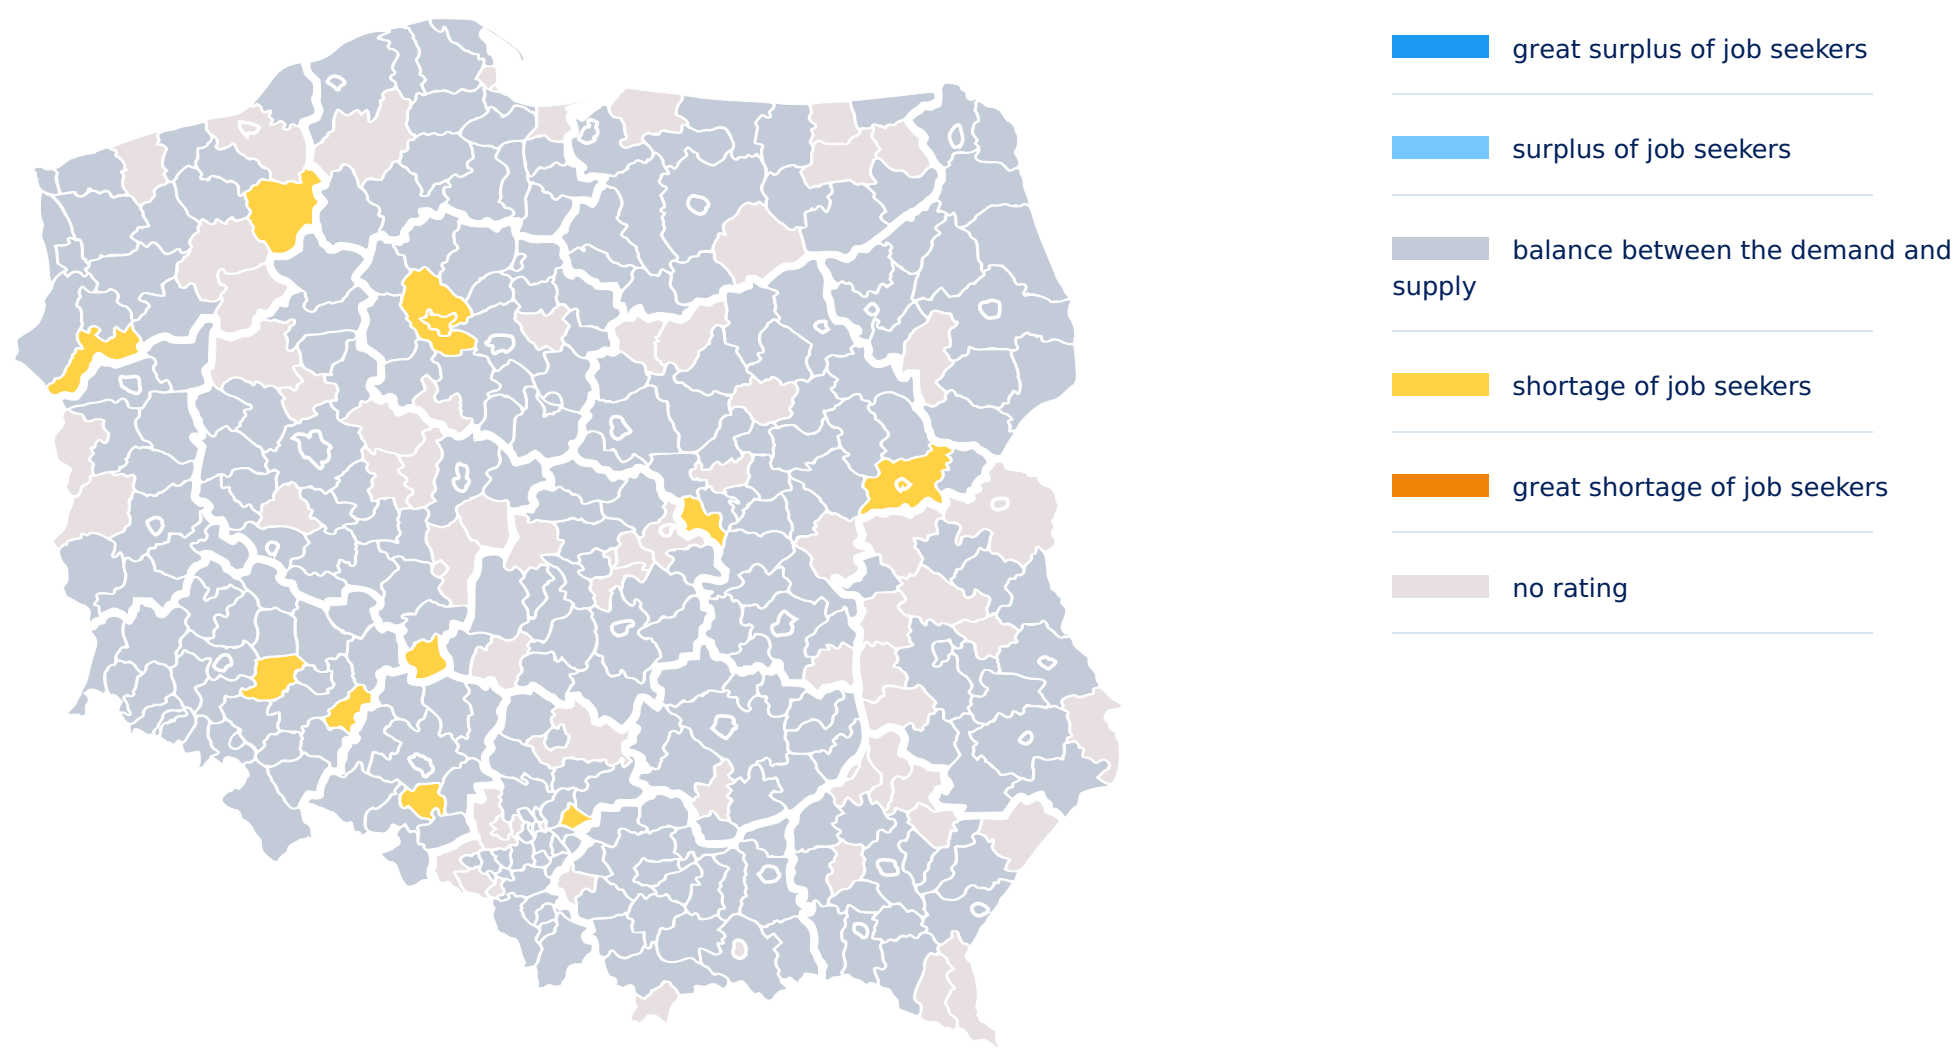 great surplus of job seekers
surplus of job seekers
balance between the demand and
supply
shortage of job seekers
great shortage of job seekers
no rating